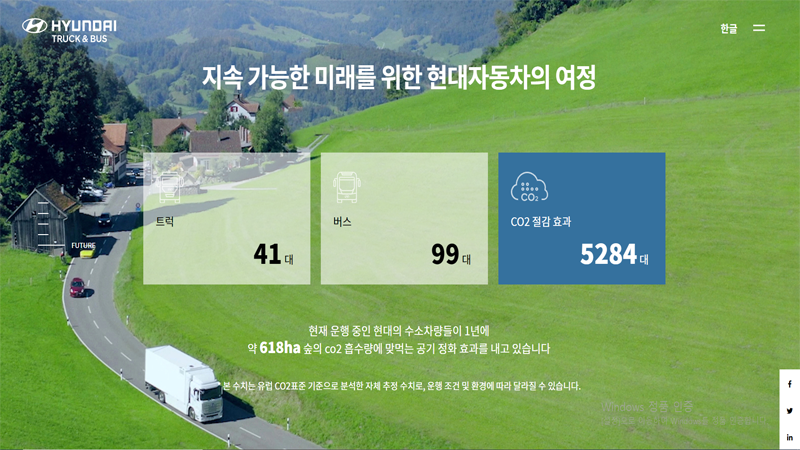 HYUNDAI
TRUCK & BUS
한글
지속 가능한 미래를 위한 현대자동차의 여정
FUTURE
트럭
41 대
버스
99 대
CO2
CO2 절감 효과
5284 대
현재 운행 중인 현대의 수소차량들이 1년에
약 618ha 숲의 co2 흡수량에 맞먹는 공기 정화 효과를 내고 있습니다
본 수치는 유럽 CO2표준 기준으로 분석한 자체 추정 수치로, 운행 조건 및 환경에 따라 달라질 수 있습니다.
Windows 정품 인증